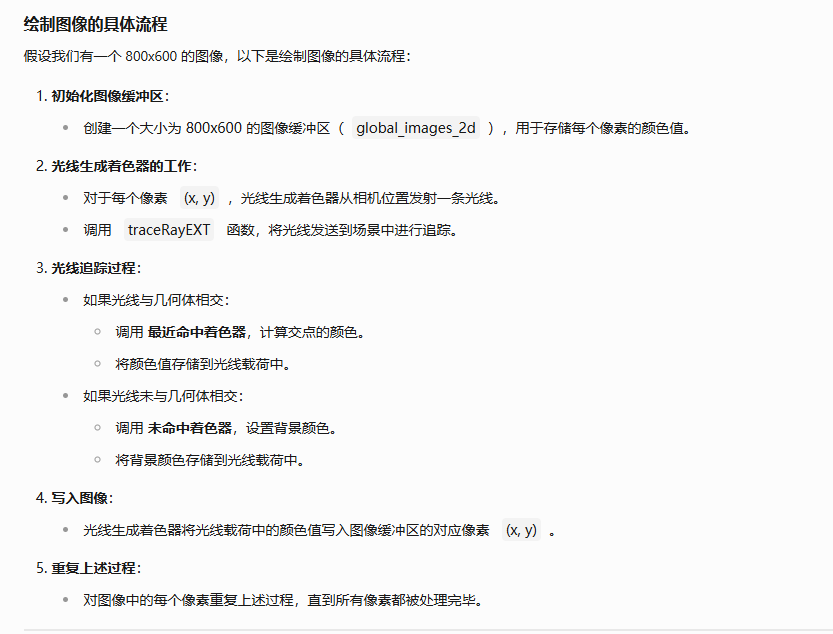 绘制图像的具体流程
假设我们有一个 800x600 的图像，以下是绘制图像的具体流程：
1. 初始化图像缓冲区：
• 创建一个大小为 800x600 的图像缓冲区（ global_images_2d ），用于存储每个像素的颜色值。
2. 光线生成着色器的工作：
• 对于每个像素 (x, y) ，光线生成着色器从相机位置发射一条光线。
• 调用 traceRayEXT 函数，将光线发送到场景中进行追踪。
3. 光线追踪过程：
• 如果光线与几何体相交：
◦ 调用 最近命中着色器，计算交点的颜色。
◦ 将颜色值存储到光线载荷中。
• 如果光线未与几何体相交：
◦ 调用 未命中着色器，设置背景颜色。
◦ 将背景颜色存储到光线载荷中。
4. 写入图像：
• 光线生成着色器将光线载荷中的颜色值写入图像缓冲区的对应像素 (x, y) 。
5. 重复上述过程：
• 对图像中的每个像素重复上述过程，直到所有像素都被处理完毕。